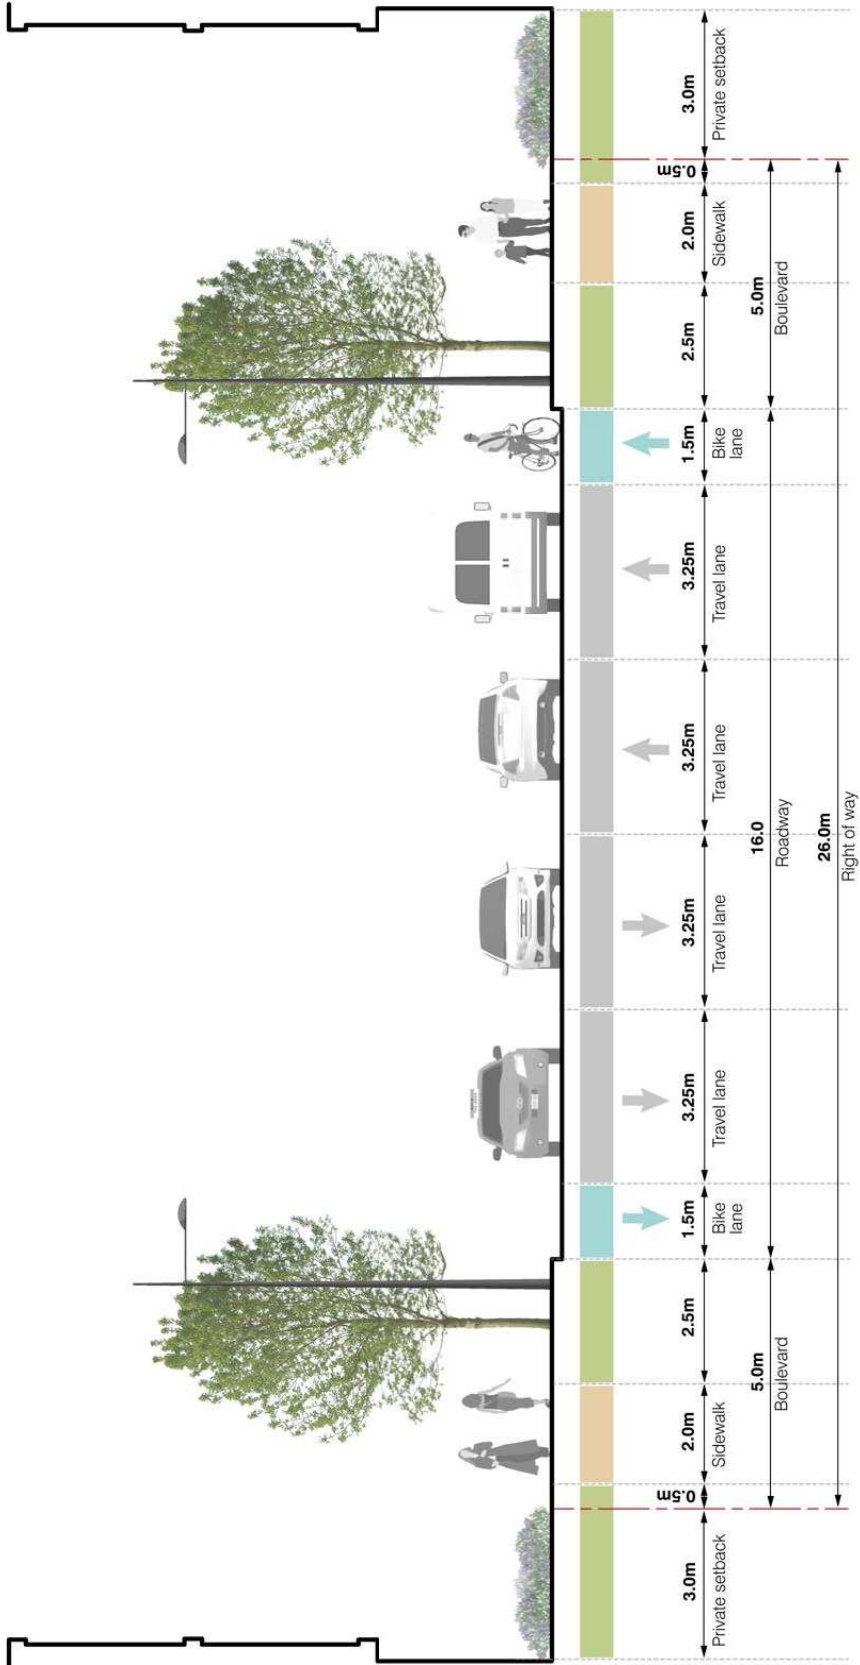 3.0m
Private setback
0.5m
2.0m
Sidewalk
2.5m
1.5m
Bike
lane
3.25m
Travel lane
3.25m
Travel lane
3.25m
Travel lane
3.25m
Travel lane
1.5m
Bike
lane
2.5m
2.0m
Sidewalk
0.5m
3.0m
Private setback
5.0m
Boulevard
16.0
Roadway
5.0m
Boulevard
26.0m
Right of way